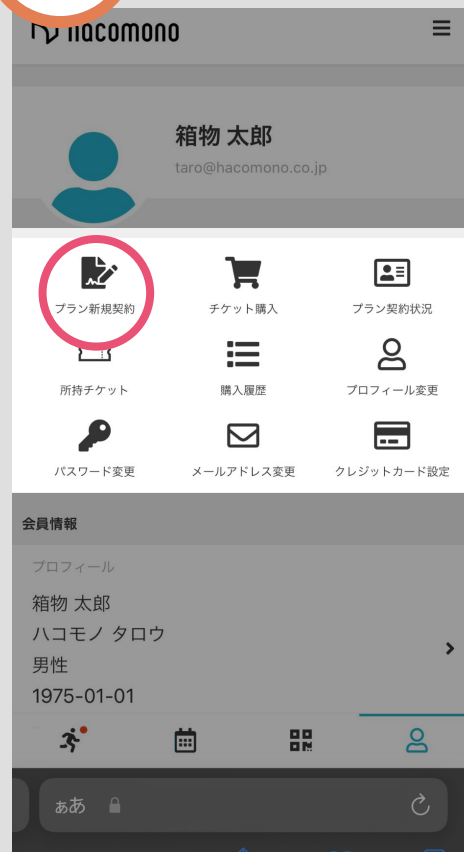 hacomono
箱物 太郎
taro@hacomono.co.jp
プラン新規契約
チケット購入
プラン契約状況
所持チケット
購入履歴
プロフィール変更
パスワード変更
メールアドレス変更
クレジットカード設定
会員情報
プロフィール
箱物 太郎
ハコモノ タロウ
男性
1975-01-01
ぁあ